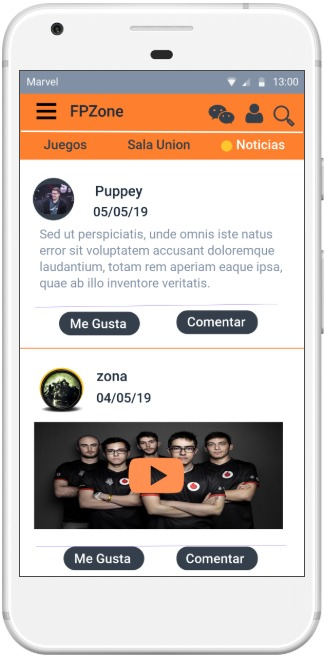 Marvel 13:00
FPZone
Juegos Sala Union Noticias
Puppey
05/05/19
Sed ut perspiciatis, unde omnis iste natus
error sit voluptatem accusant doloremque
laudantium, totam rem aperiam eaque ipsa,
quae ab illo inventore veritatis.
Me Gusta Comentar
zona
04/05/19
Me Gusta Comentar